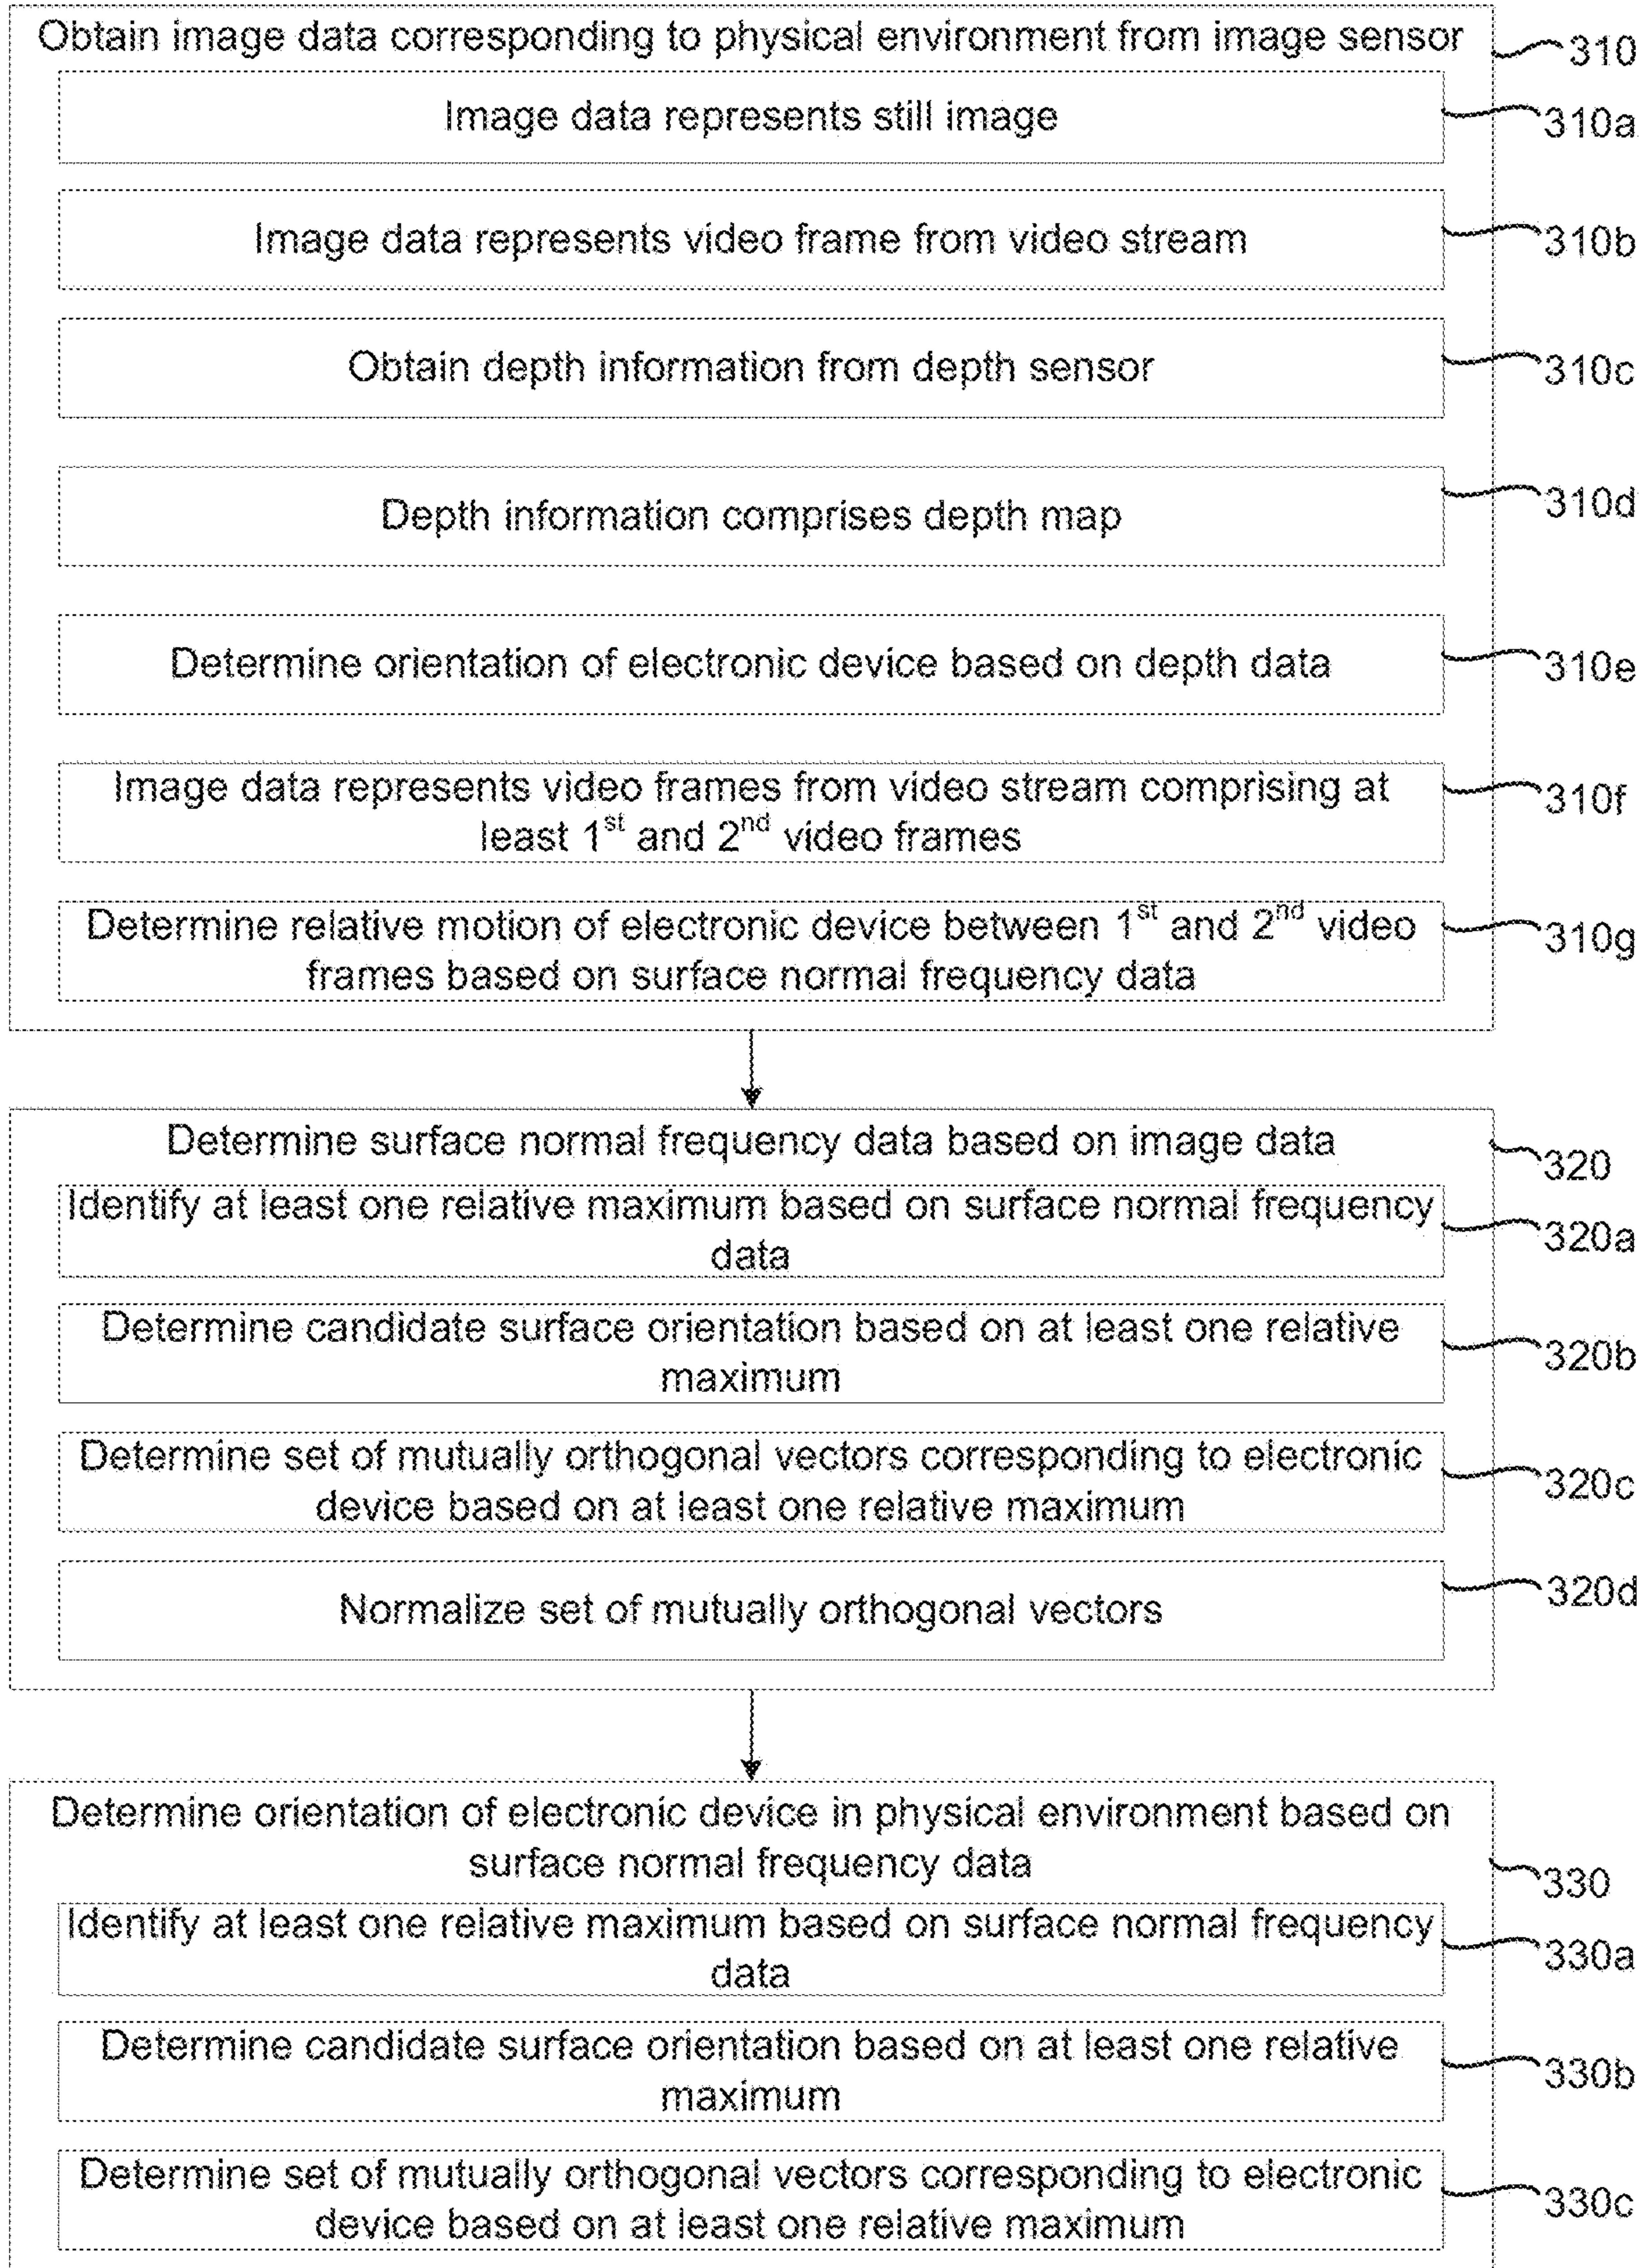 Obtain image data corresponding to physical environment from image sensor
310
Image data represents still image
310a
Image data represents video frame from video stream
310b
Obtain depth information from depth sensor
310c
Depth information comprises depth map
310d
Determine orientation of electronic device based on depth data
310e
Image data represents video frames from video stream comprising at
least 1st and 2nd video frames
310f
Determine relative motion of electronic device between 1st and 2nd video
frames based on surface normal frequency data
310g
Determine surface normal frequency data based on image data
320
Identify at least one relative maximum based on surface normal frequency
data
320a
Determine candidate surface orientation based on at least one relative
maximum
320b
Determine set of mutually orthogonal vectors corresponding to electronic
device based on at least one relative maximum
320c
Normalize set of mutually orthogonal vectors
320d
Determine orientation of electronic device in physical environment based on
surface normal frequency data
330
Identify at least one relative maximum based on surface normal frequency
data
330a
Determine candidate surface orientation based on at least one relative
maximum
330b
Determine set of mutually orthogonal vectors corresponding to electronic
device based on at least one relative maximum
330c